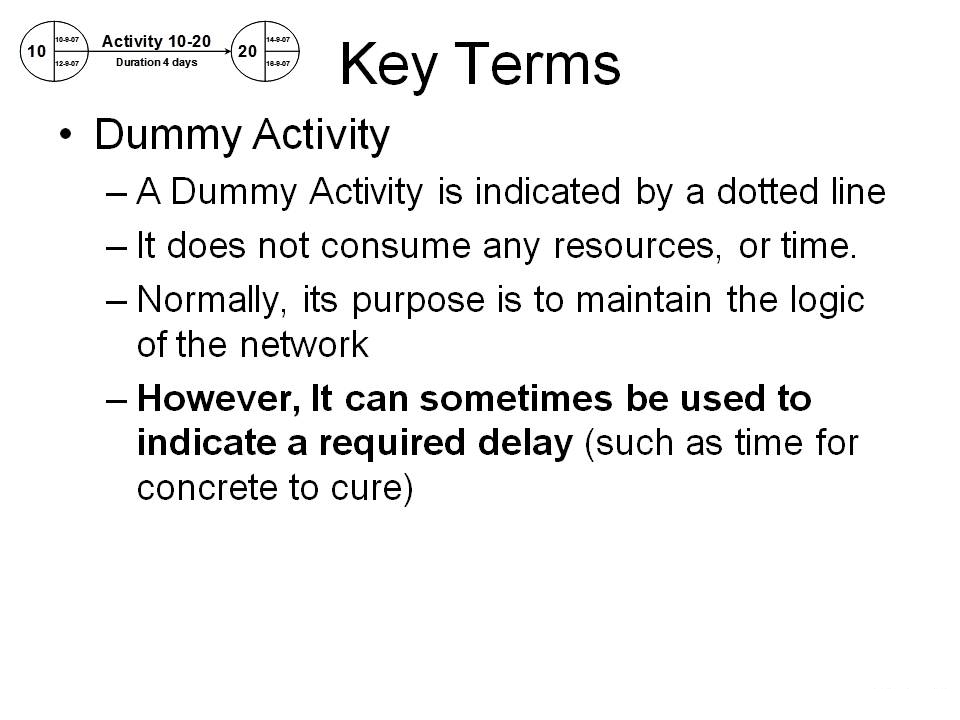 10
10-9-07
12-9-07
Activity 10-20
Duration 4 days
20
14-9-07
16-9-07
Key Terms
• Dummy Activity
– A Dummy Activity is indicated by a dotted line
– It does not consume any resources, or time.
– Normally, its purpose is to maintain the logic
of the network
– However, It can sometimes be used to
indicate a required delay (such as time for
concrete to cure)